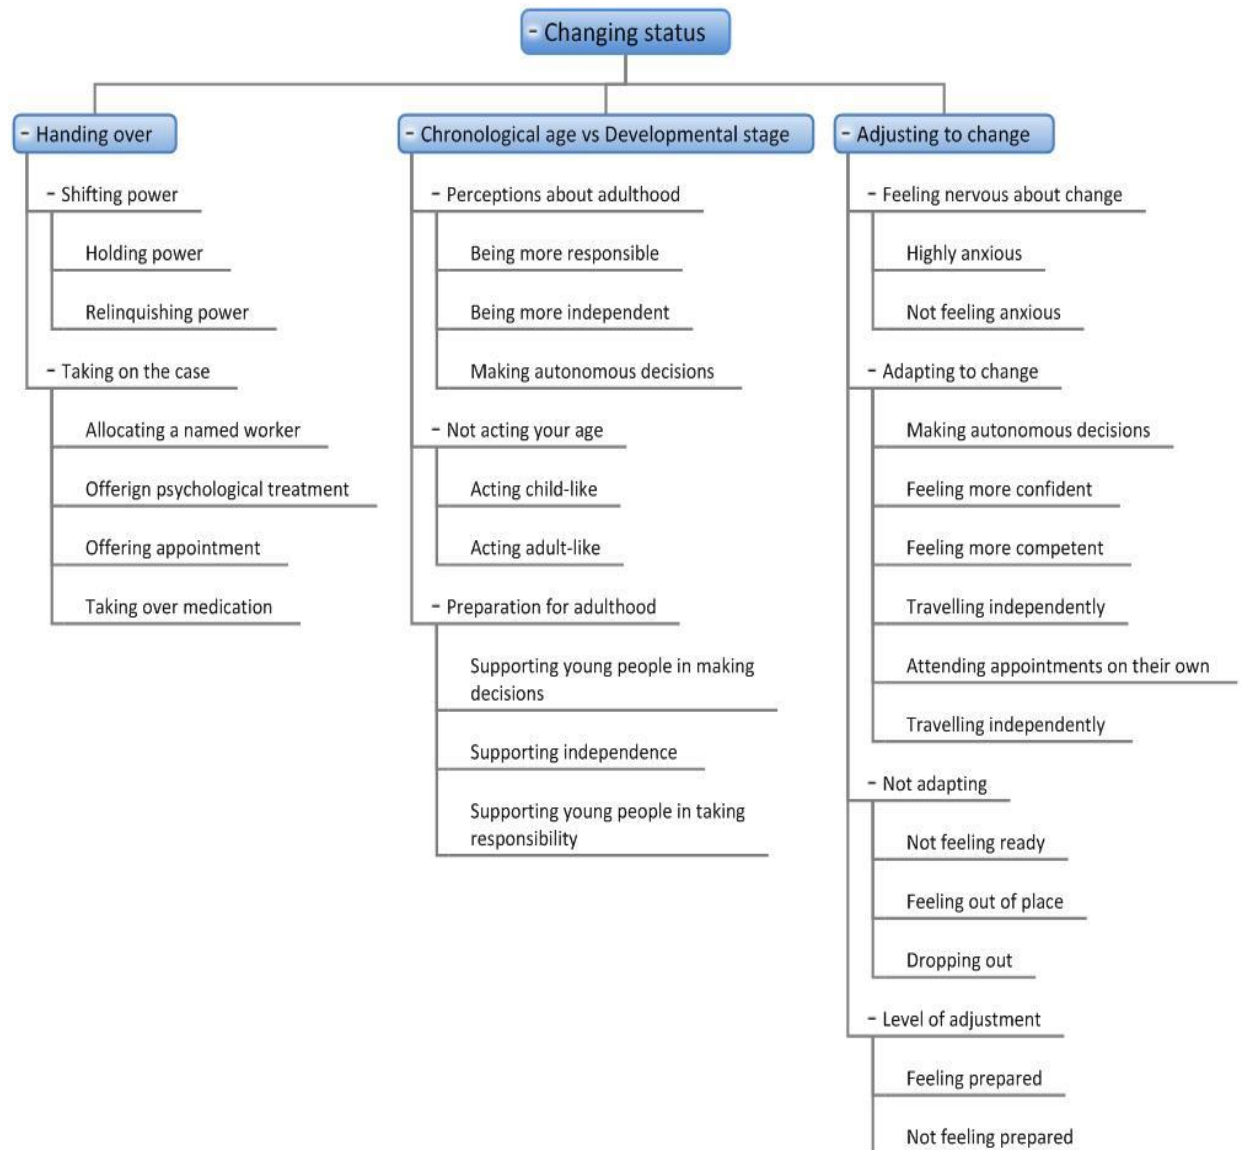 - Changing status
- Handing over
- Shifting power
Holding power
Relinquishing power
- Taking on the case
Allocating a named worker
Offerign psychological treatment
Offering appointment
Taking over medication
- Chronological age vs Developmental stage
- Perceptions about adulthood
Being more responsible
Being more independent
Making autonomous decisions
- Not acting your age
Acting child-like
Acting adult-like
- Preparation for adulthood
Supporting young people in making
decisions
Supporting independence
Supporting young people in taking
responsibility
- Adjusting to change
- Feeling nervous about change
Highly anxious
Not feeling anxious
- Adapting to change
Making autonomous decisions
Feeling more confident
Feeling more competent
Travelling independently
Attending appointments on their own
Travelling independently
- Not adapting
Not feeling ready
Feeling out of place
Dropping out
- Level of adjustment
Feeling prepared
Not feeling prepared